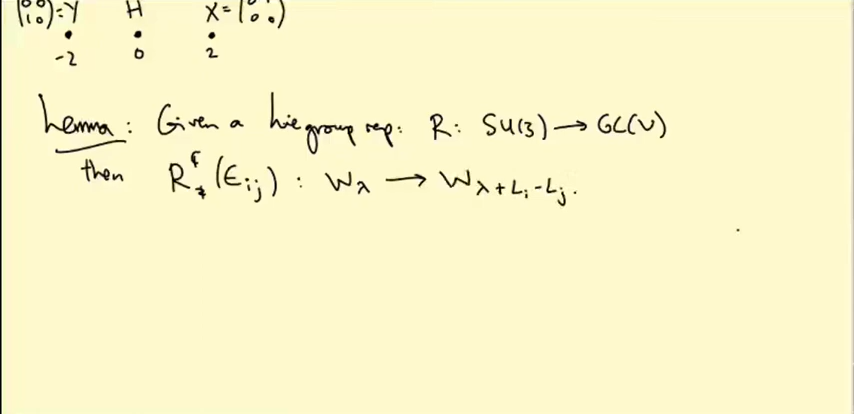 (0 0 1 0) = Y H X = (0 1 0 0)
-2 0 2
Lemma : Given a Lie group rep: R: SU(3) → GL(V)
then R_*^ℂ (E_ij) : W_λ → W_λ+L_i-L_j.